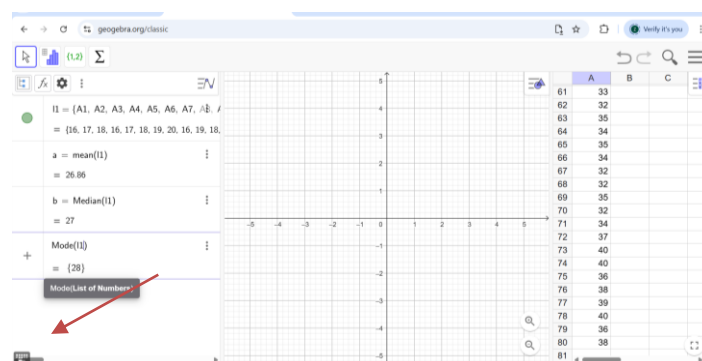 geogebra.org/classic
Verify it's you
(1,2) Σ
fx
l1 = {A1, A2, A3, A4, A5, A6, A7,
= {16, 17, 18, 16, 17, 18, 19, 20, 16, 19, 18,
a = mean(l1)
= 26.86
b = Median(l1)
= 27
Mode(l1)
= {28}
Mode(List of Numbers)
5
4
3
2
1
-5 -4 -3 -2 -1 0 1 2 3 4 5
-1
-2
-3
-4
-5
A B C
61 33
62 32
63 35
64 34
65 35
66 34
67 32
68 32
69 35
70 32
71 34
72 37
73 40
74 40
75 36
76 38
77 39
78 40
79 36
80 38
81